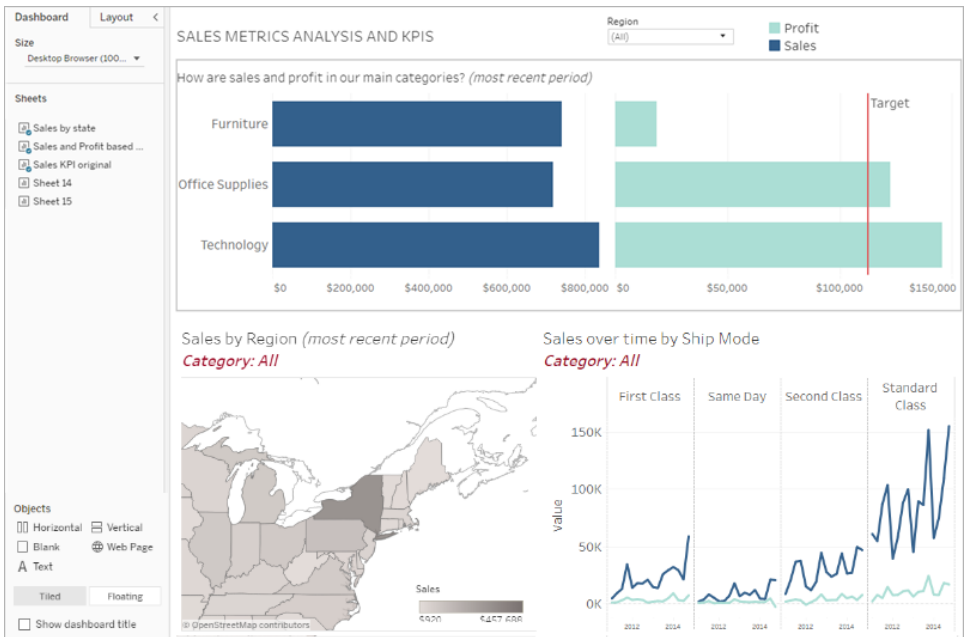 Dashboard
Layout
<
Size
Desktop Browser (100...
Sheets
Sales by state
Sales and Profit based ...
Sales KPI original
Sheet 14
Sheet 15
Objects
Horizontal
Vertical
Blank
Web Page
A Text
Tiled
Floating
Show dashboard title
SALES METRICS ANALYSIS AND KPIS
Region
(All)
Profit
Sales
How are sales and profit in our main categories? (most recent period)
Target
Furniture
Office Supplies
Technology
$0 $200,000 $400,000 $600,000 $800,000
$0 $50,000 $100,000 $150,000
Sales by Region (most recent period)
Category: All
Sales
$920 $457,688
© OpenStreetMap contributors
Sales over time by Ship Mode
Category: All
First Class
Same Day
Second Class
Standard
Class
Value
150K
100K
50K
0K
2012 2014 2012 2014 2012 2014 2012 2014